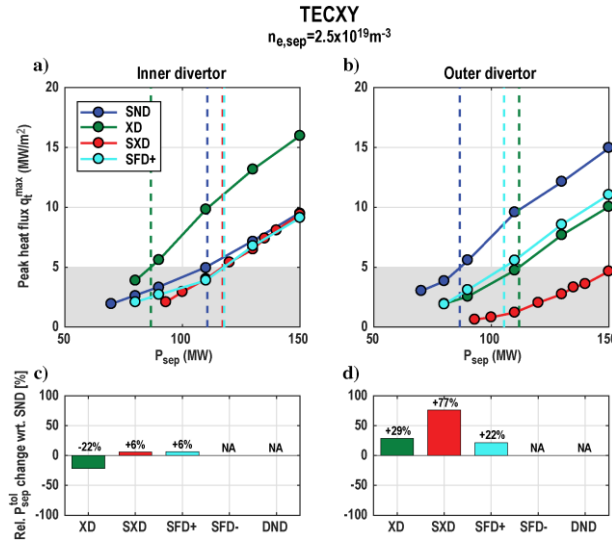 TECXY
n_e,sep=2.5x10^19 m^-3
a)
Inner divertor
b)
Outer divertor
Peak heat flux q_t^max (MW/m^2)
20
15
10
5
0
SND
XD
SXD
SFD+
50
100
150
P_sep (MW)
20
15
10
5
0
50
100
150
P_sep (MW)
c)
d)
Rel. P_sep^tol change wrt. SND [%]
100
50
0
-50
-100
-22%
+6%
+6%
NA
NA
XD
SXD
SFD+
SFD-
DND
100
50
0
-50
-100
+29%
+77%
+22%
NA
NA
XD
SXD
SFD+
SFD-
DND